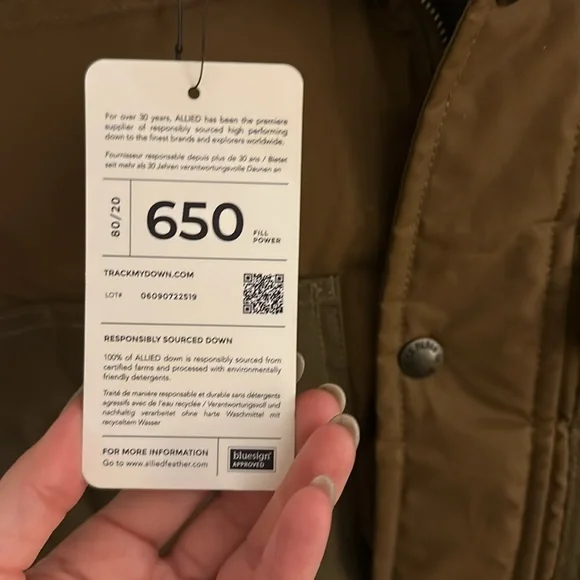 For over 30 years, ALLIED has been the premiere
supplier of responsibly sourced high performing
down to the finest brands and explorers worldwide.
Fournisseur responsable depuis plus de 30 ans / Bietet
seit mehr als 30 Jahren verantwortungsvolle Daunen an
80/20
650
FILL
POWER
TRACKMYDOWN.COM
LOT# 06090722519
RESPONSIBLY SOURCED DOWN
100% of ALLIED down is responsibly sourced from
certified farms and processed with environmentally
friendly detergents.
Traité de manière responsable et durable sans détergents
agressifs avec de l'eau recyclée / Verantwortungsvoll und
nachhaltig verarbeitet ohne harte Waschmittel mit
recyceltem Wasser
FOR MORE INFORMATION
Go to www.alliedfeather.com
bluesign®
APPROVED